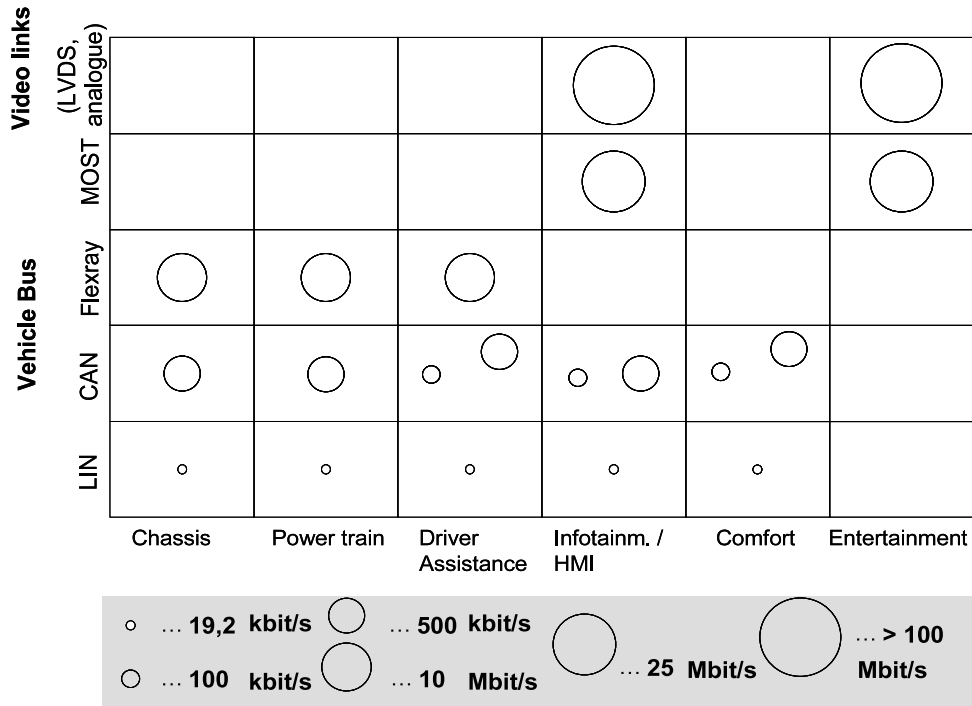 Video links
(LVDS,
analogue)
MOST
Vehicle Bus
Flexray
CAN
LIN
Chassis
Power train
Driver
Assistance
Infotainm. /
HMI
Comfort
Entertainment
... 19,2 kbit/s
... 500 kbit/s
... 25 Mbit/s
... > 100
Mbit/s
... 100 kbit/s
... 10 Mbit/s